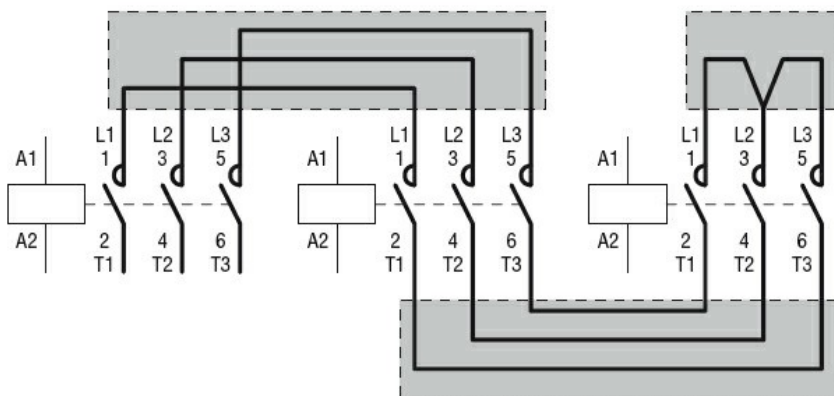 L1 L2 L3 L1 L2 L3 L1 L2 L3
A1 1 3 5 A1 1 3 5 A1 1 3 5
A2 2 4 6 A2 2 4 6 A2 2 4 6
T1 T2 T3 T1 T2 T3 T1 T2 T3